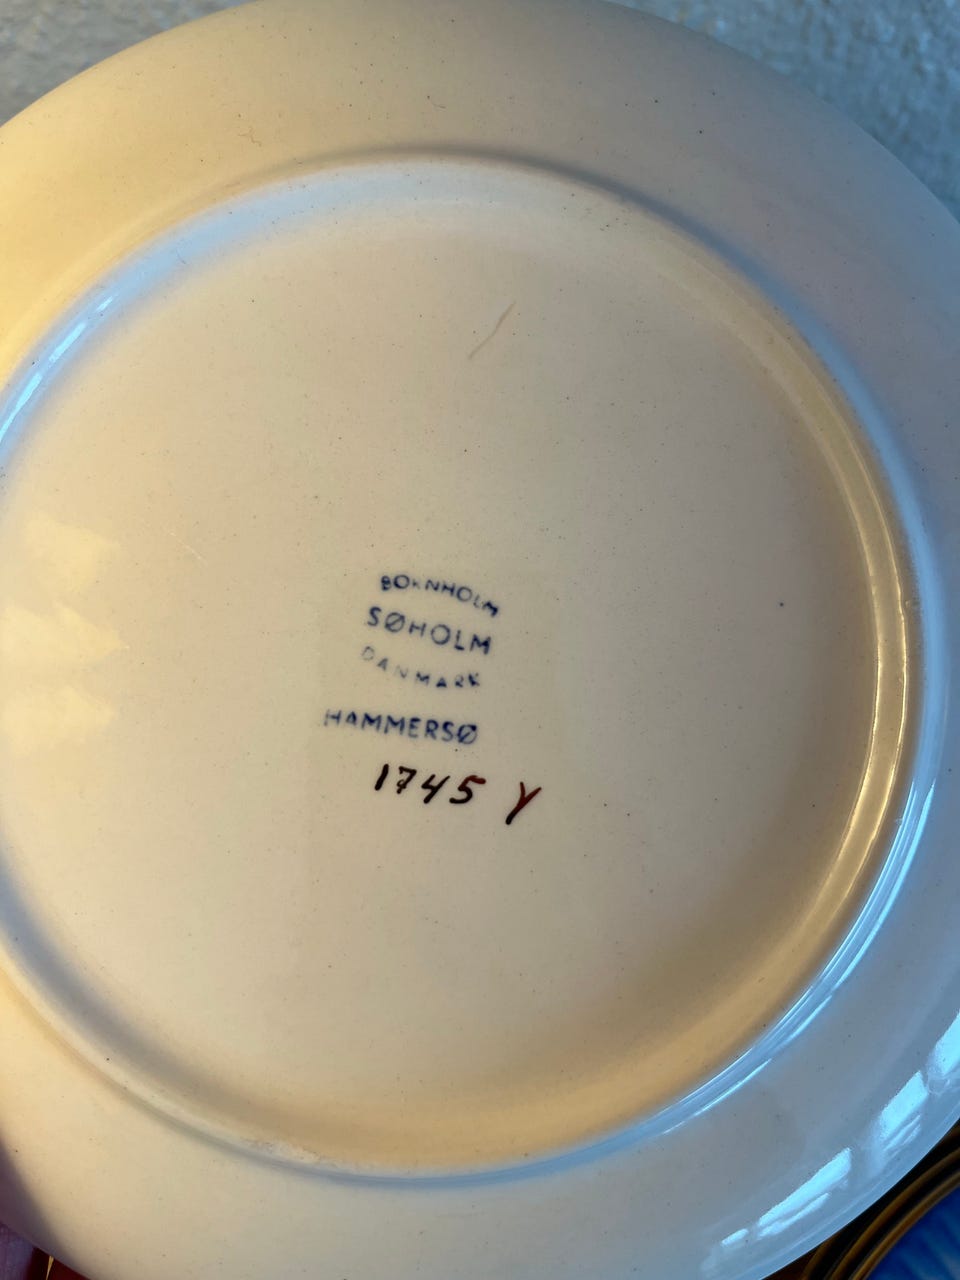 BORNHOLM
SØHOLM
DANMARK
HAMMERSØ
1745 Y